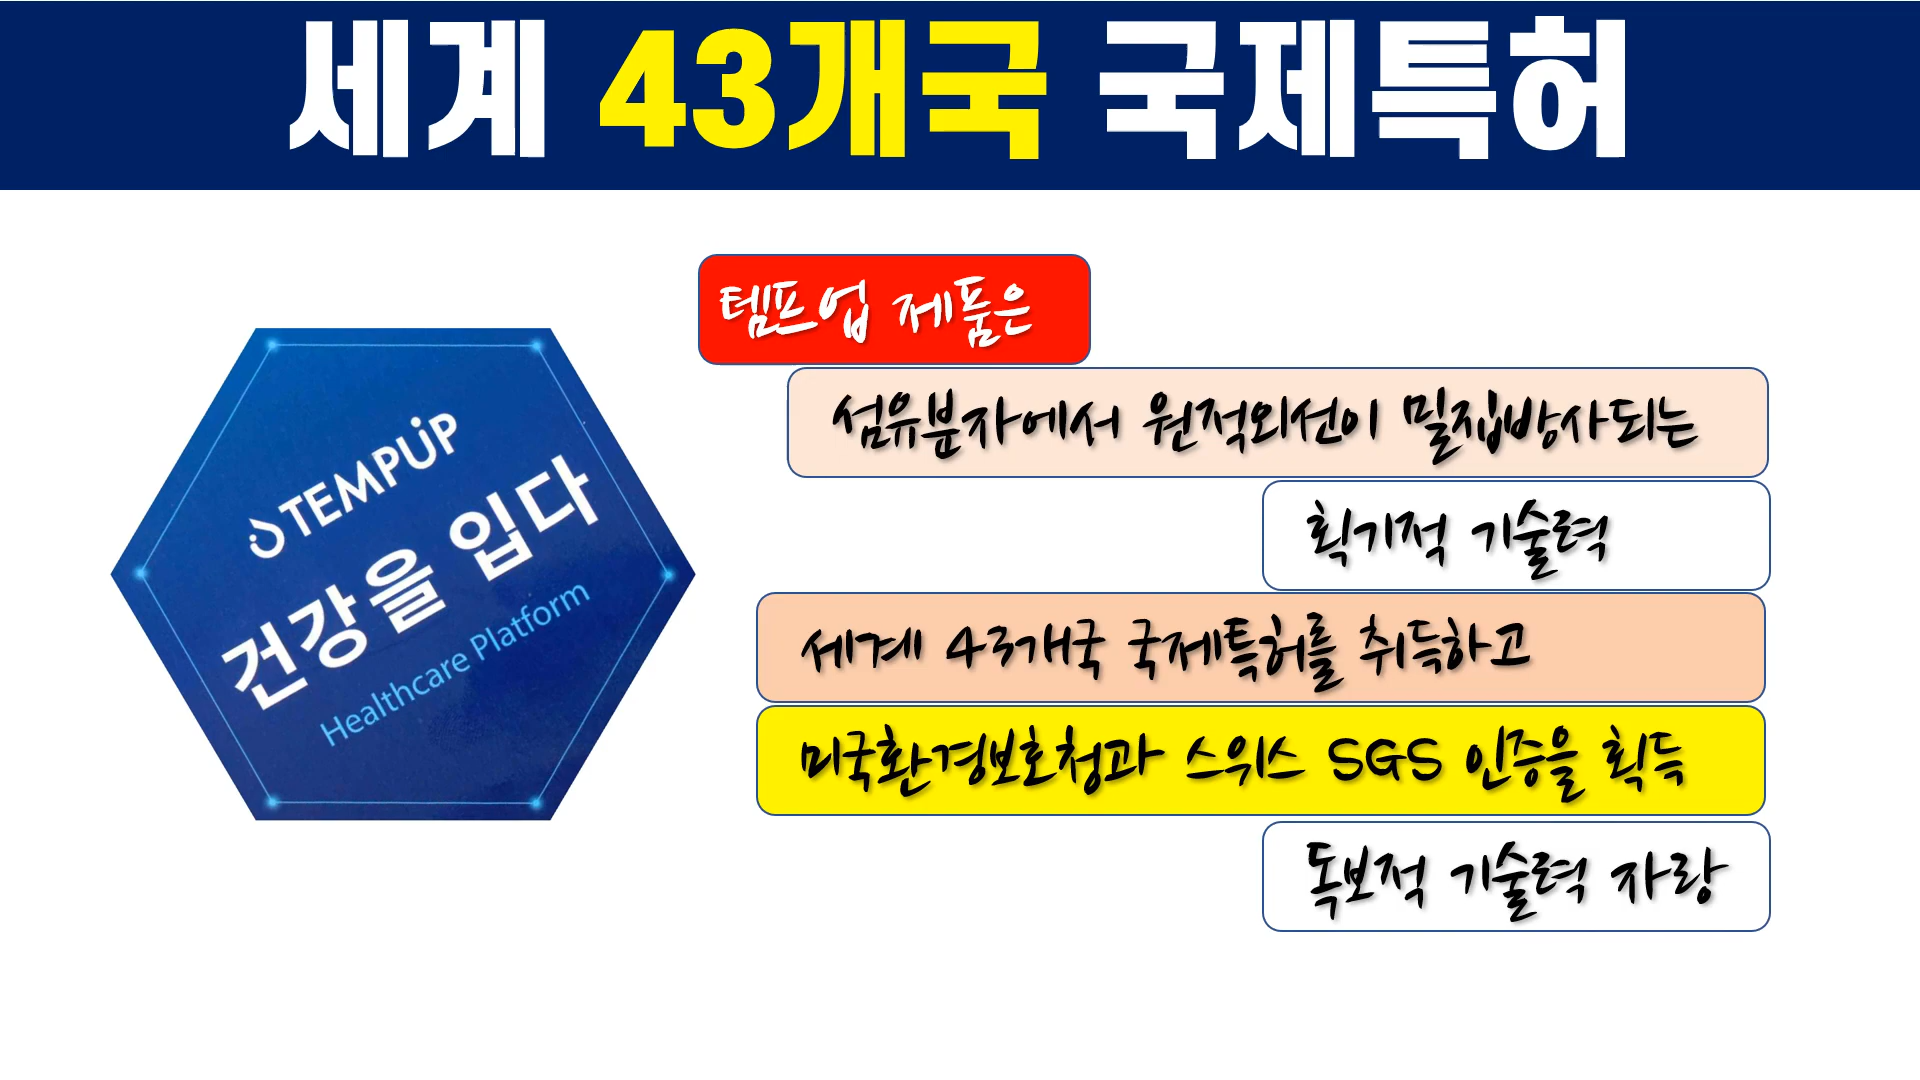 세계 43개국 국제특허
TEMPUP
건강을 입다
Healthcare Platform
템프업 제품은
섬유분자에서 원적외선이 밀집방사되는
획기적 기술력
세계 43개국 국제특허를 취득하고
미국환경보호청과 스위스 SGS 인증을 획득
독보적 기술력 자랑